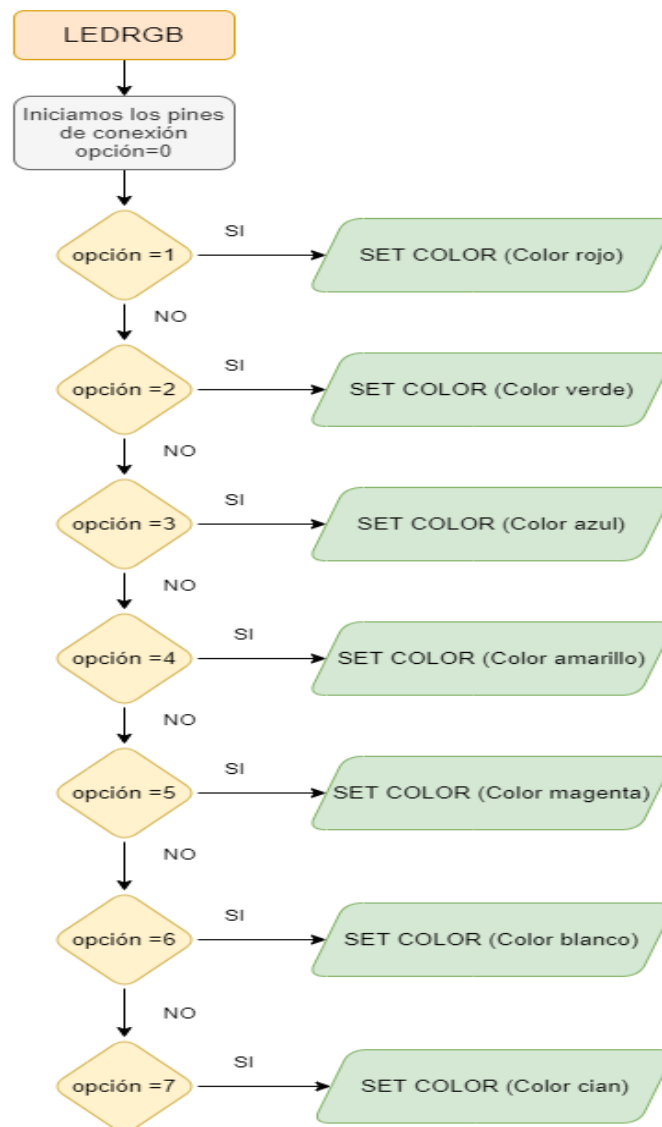 LEDRGB
Iniciamos los pines
de conexión
opción=0
opción =1
SI
SET COLOR (Color rojo)
NO
opción =2
SI
SET COLOR (Color verde)
NO
opción =3
SI
SET COLOR (Color azul)
NO
opción =4
SI
SET COLOR (Color amarillo)
NO
opción =5
SI
SET COLOR (Color magenta)
NO
opción =6
SI
SET COLOR (Color blanco)
NO
opción =7
SI
SET COLOR (Color cian)